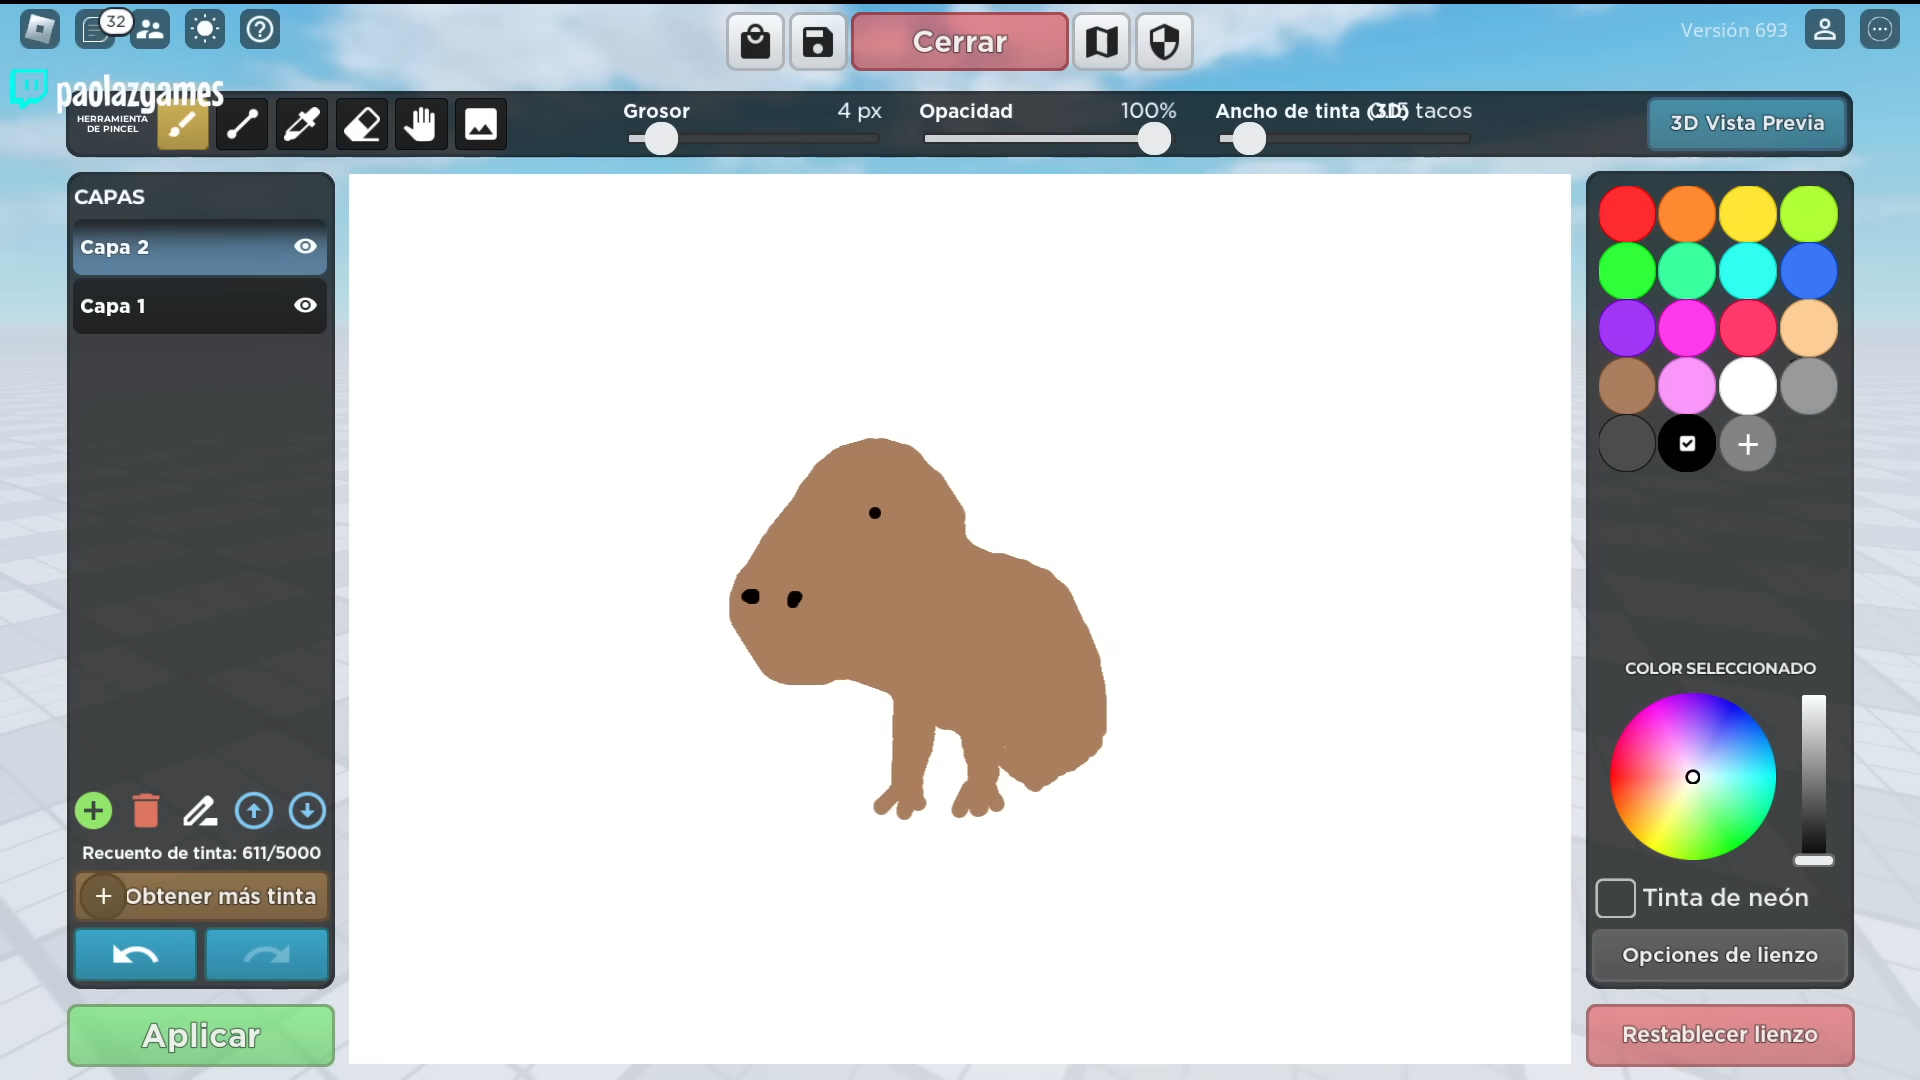 32
Cerrar
Versión 693
paolazgames
HERRAMIENTA
DE PINCEL
Grosor
4 px
Opacidad
100%
Ancho de tinta (3D)
tacos
3D Vista Previa
CAPAS
Capa 2
Capa 1
Recuento de tinta: 611/5000
+ Obtener más tinta
Aplicar
COLOR SELECCIONADO
Tinta de neón
Opciones de lienzo
Restablecer lienzo